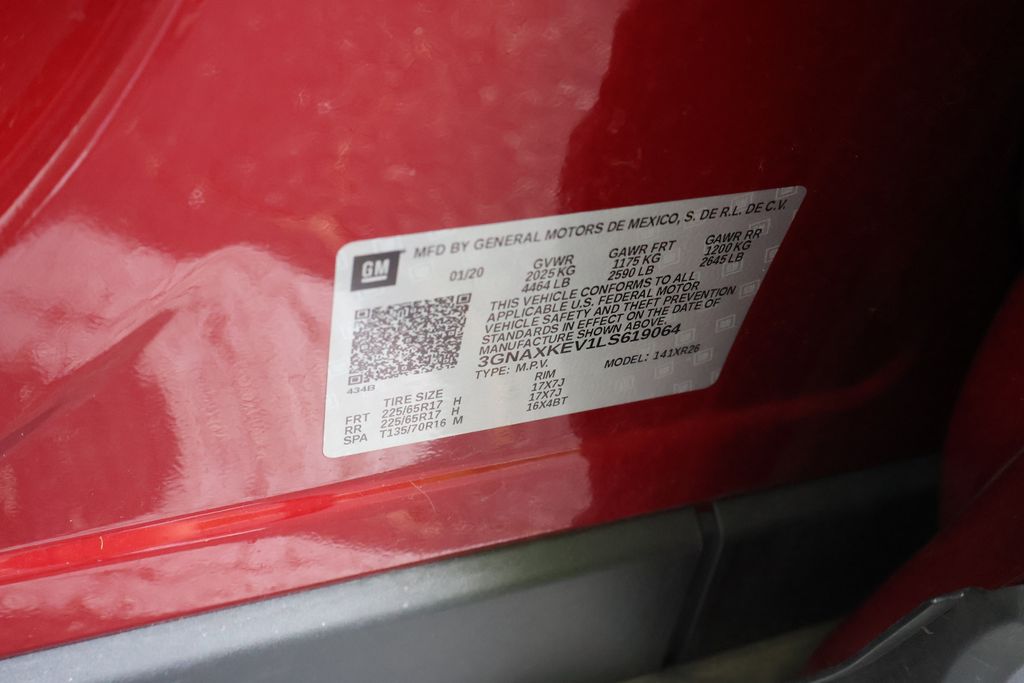 GM
MFD BY GENERAL MOTORS DE MEXICO, S. DE R.L. DE C.V.
01/20 GVWR GAWR FRT GAWR RR
2025 KG 1175 KG 1200 KG
4464 LB 2590 LB 2645 LB
THIS VEHICLE CONFORMS TO ALL
APPLICABLE U.S. FEDERAL MOTOR
VEHICLE SAFETY AND THEFT PREVENTION
STANDARDS IN EFFECT ON THE DATE OF
MANUFACTURE SHOWN ABOVE.
3GNAXKEV1LS619064
434B
TYPE: M.P.V. MODEL: 141XR26
TIRE SIZE RIM
FRT 225/65R17 H 17X7J
RR 225/65R17 H 17X7J
SPA T135/70R16 M 16X4BT